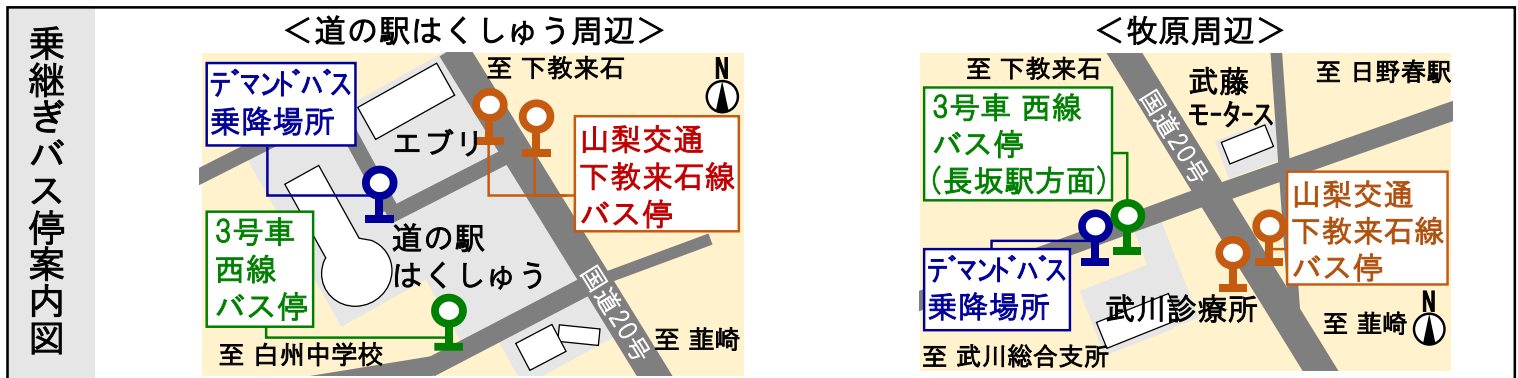 乗継ぎバス停案内図
＜道の駅はくしゅう周辺＞
至 下教来石
N
デマンドバス
乗降場所
エブリ
山梨交通
下教来石線
バス停
3号車
西線
バス停
道の駅
はくしゅう
国道20号
至 韮崎
至 白州中学校
＜牧原周辺＞
至 下教来石
武藤
モータース
至 日野春駅
3号車 西線
バス停
(長坂駅方面)
国道20号
山梨交通
下教来石線
バス停
デマンドバス
乗降場所
武川診療所
N
至 韮崎
至 武川総合支所